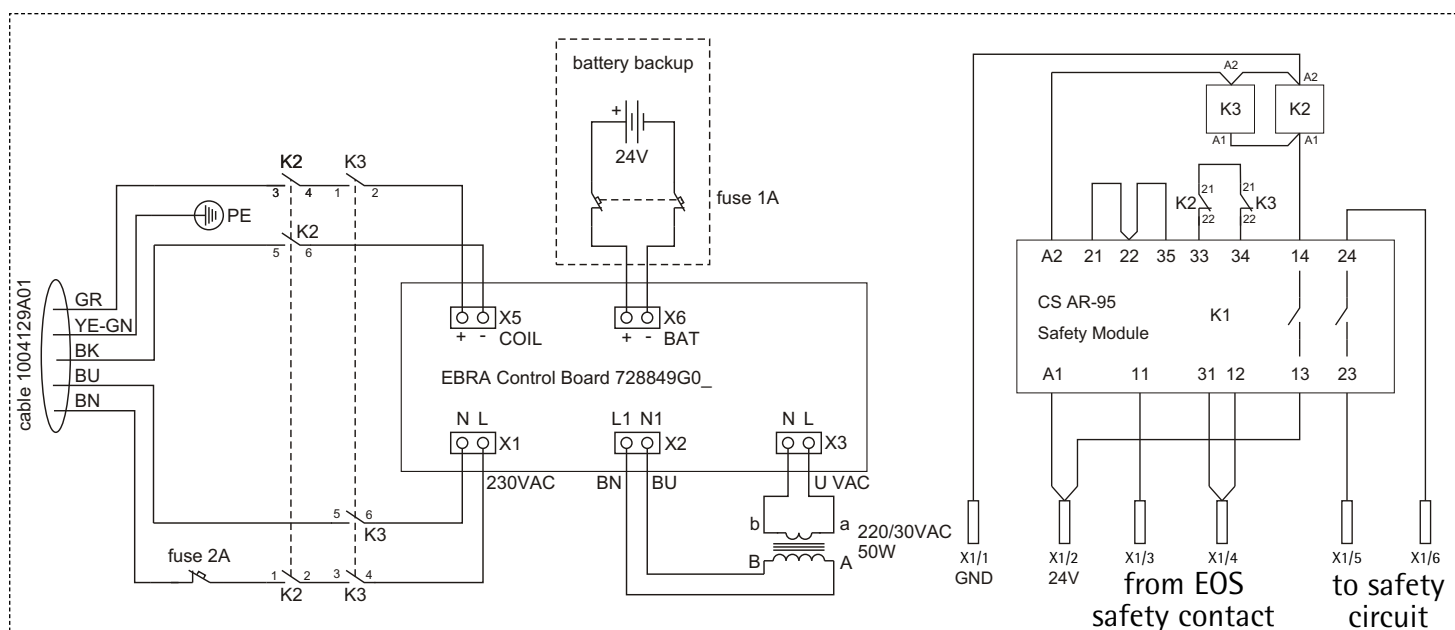 battery backup
+
24V
fuse 1A
K2 K3
3 4 1 2
PE
K2
5 6
cable 1004129A01
GR
YE-GN
BK
BU
BN
X5
+ - COIL
X6
+ - BAT
EBRA Control Board 728849G0_
N L
X1
L1 N1
X2
N L
X3
230VAC
BN BU
U VAC
5 6
K3
b a
220/30VAC
50W
B A
fuse 2A
1 2
K2
3 4
K3
A2
A2
K3
K2
A1
A1
21
21
K2
K3
22
22
A2 21 22 35 33 34 14 24
CS AR-95
K1
Safety Module
A1 11 31 12 13 23
X1/1
GND
X1/2
24V
X1/3
X1/4
X1/5
X1/6
from EOS
safety contact
to safety
circuit